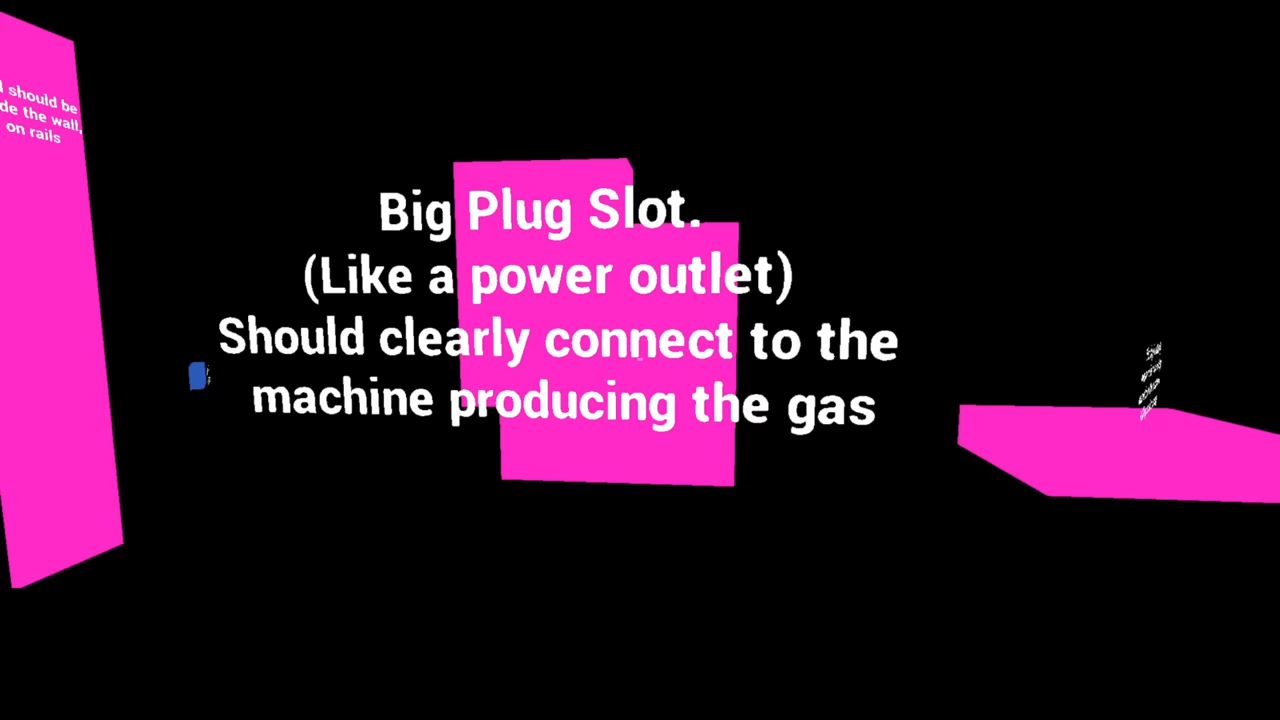 should be
the wall,
on rails
Big Plug Slot.
(Like a power outlet)
Should clearly connect to the
machine producing the gas